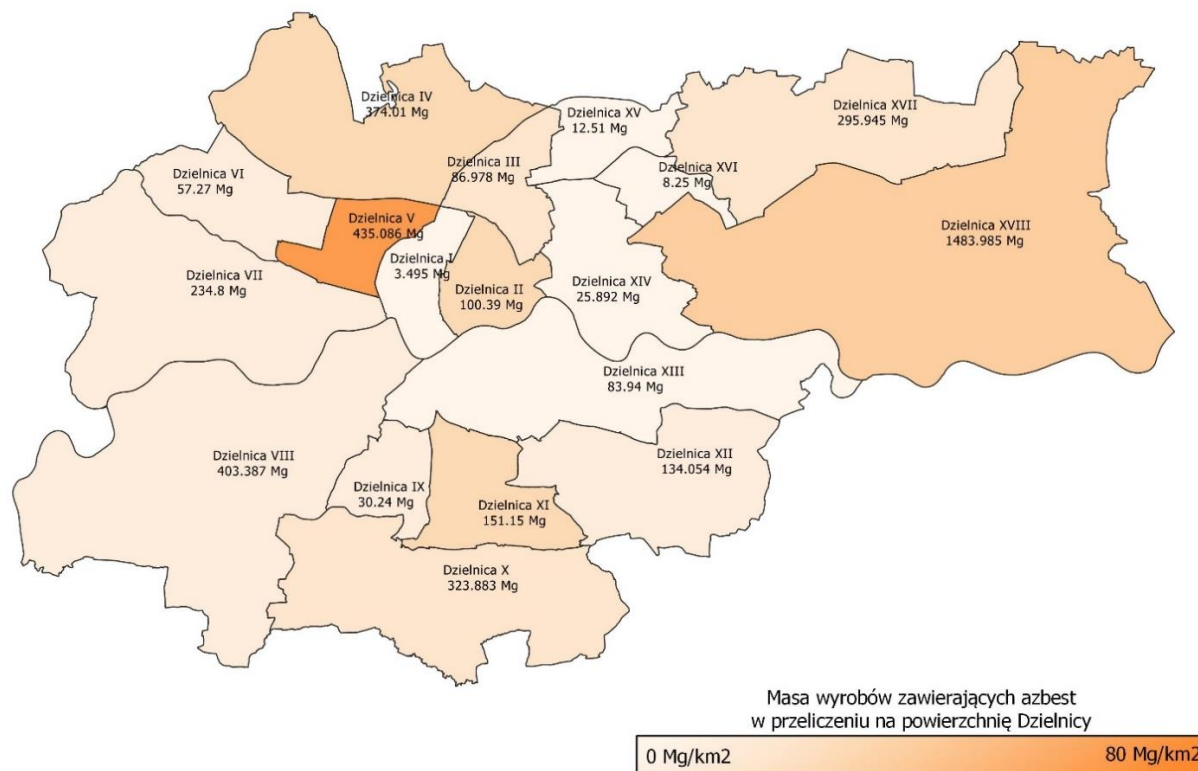 Dzielnica IV
374.01 Mg
Dzielnica XV
12.51 Mg
Dzielnica XVII
295.945 Mg
Dzielnica III
86.978 Mg
Dzielnica VI
57.27 Mg
Dzielnica XVI
8.25 Mg
Dzielnica V
435.086 Mg
Dzielnica XVIII
1483.985 Mg
Dzielnica I
3.495 Mg
Dzielnica VII
234.8 Mg
Dzielnica II
100.39 Mg
Dzielnica XIV
25.892 Mg
Dzielnica XIII
83.94 Mg
Dzielnica VIII
403.387 Mg
Dzielnica XII
134.054 Mg
Dzielnica IX
30.24 Mg
Dzielnica XI
151.15 Mg
Dzielnica X
323.883 Mg
Masa wyrobów zawierających azbest
w przeliczeniu na powierzchnię Dzielnicy
0 Mg/km2 80 Mg/km2